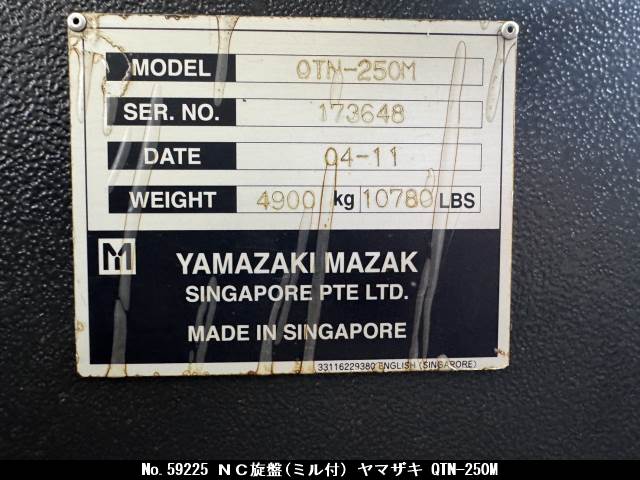 MODEL QTN-250M
SER. NO. 173648
DATE 04-11
WEIGHT 4900 kg 10780 LBS
YAMAZAKI MAZAK
SINGAPORE PTE LTD.
MADE IN SINGAPORE
33116229380 ENGLISH (SINGAPORE)
No.59225 NC旋盤(ミル付) ヤマザキ QTN-250M